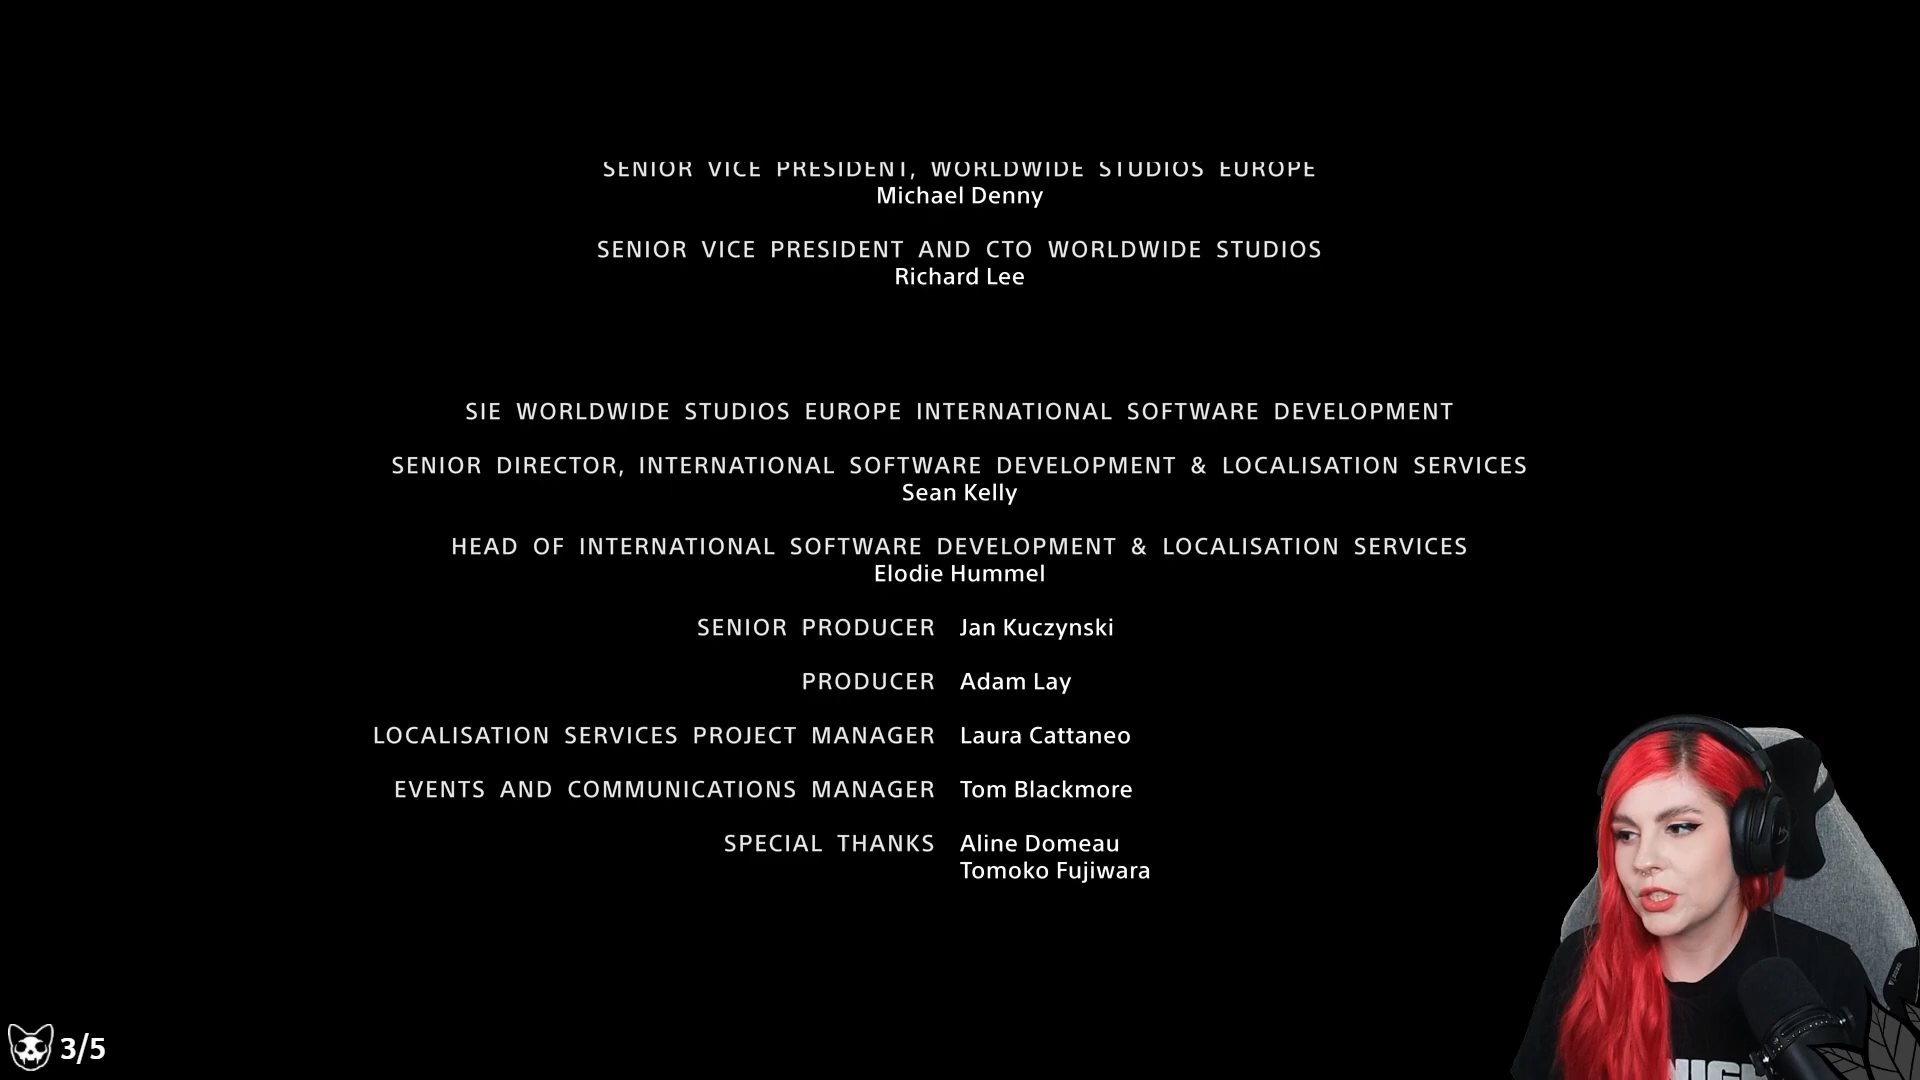 SENIOR VICE PRESIDENT, WORLDWIDE STUDIOS EUROPE
Michael Denny
SENIOR VICE PRESIDENT AND CTO WORLDWIDE STUDIOS
Richard Lee
SIE WORLDWIDE STUDIOS EUROPE INTERNATIONAL SOFTWARE DEVELOPMENT
SENIOR DIRECTOR, INTERNATIONAL SOFTWARE DEVELOPMENT & LOCALISATION SERVICES
Sean Kelly
HEAD OF INTERNATIONAL SOFTWARE DEVELOPMENT & LOCALISATION SERVICES
Elodie Hummel
SENIOR PRODUCER Jan Kuczynski
PRODUCER Adam Lay
LOCALISATION SERVICES PROJECT MANAGER Laura Cattaneo
EVENTS AND COMMUNICATIONS MANAGER Tom Blackmore
SPECIAL THANKS Aline Domeau
Tomoko Fujiwara
3/5